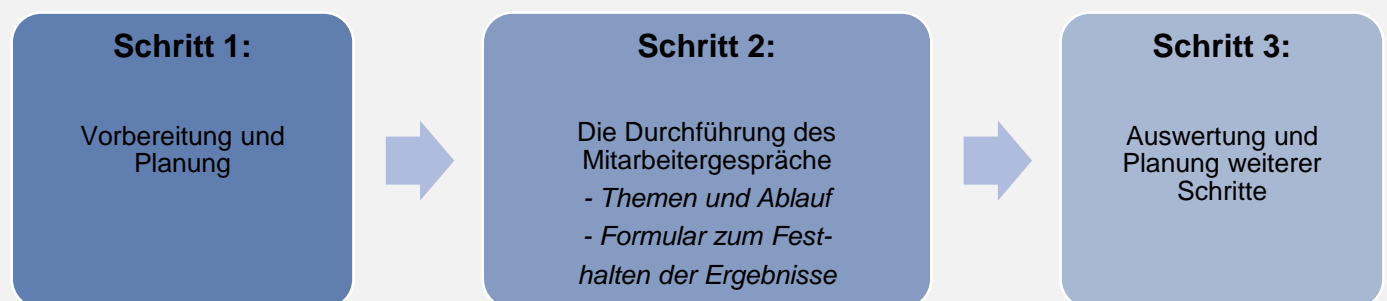 Schritt 1:
Vorbereitung und
Planung
Schritt 2:
Die Durchführung des
Mitarbeitergespräche
- Themen und Ablauf
- Formular zum Fest-
halten der Ergebnisse
Schritt 3:
Auswertung und
Planung weiterer
Schritte